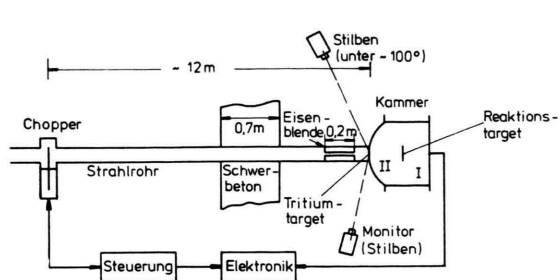 Stilben
(unter ~100°)
~ 12 m
Kammer
Eisen-
blende
0,2m
Reaktions-
target
Chopper
0,7m
Strahlrohr
Schwer-
beton
II
I
Tritium-
target
Monitor
(Stilben)
Steuerung
Elektronik